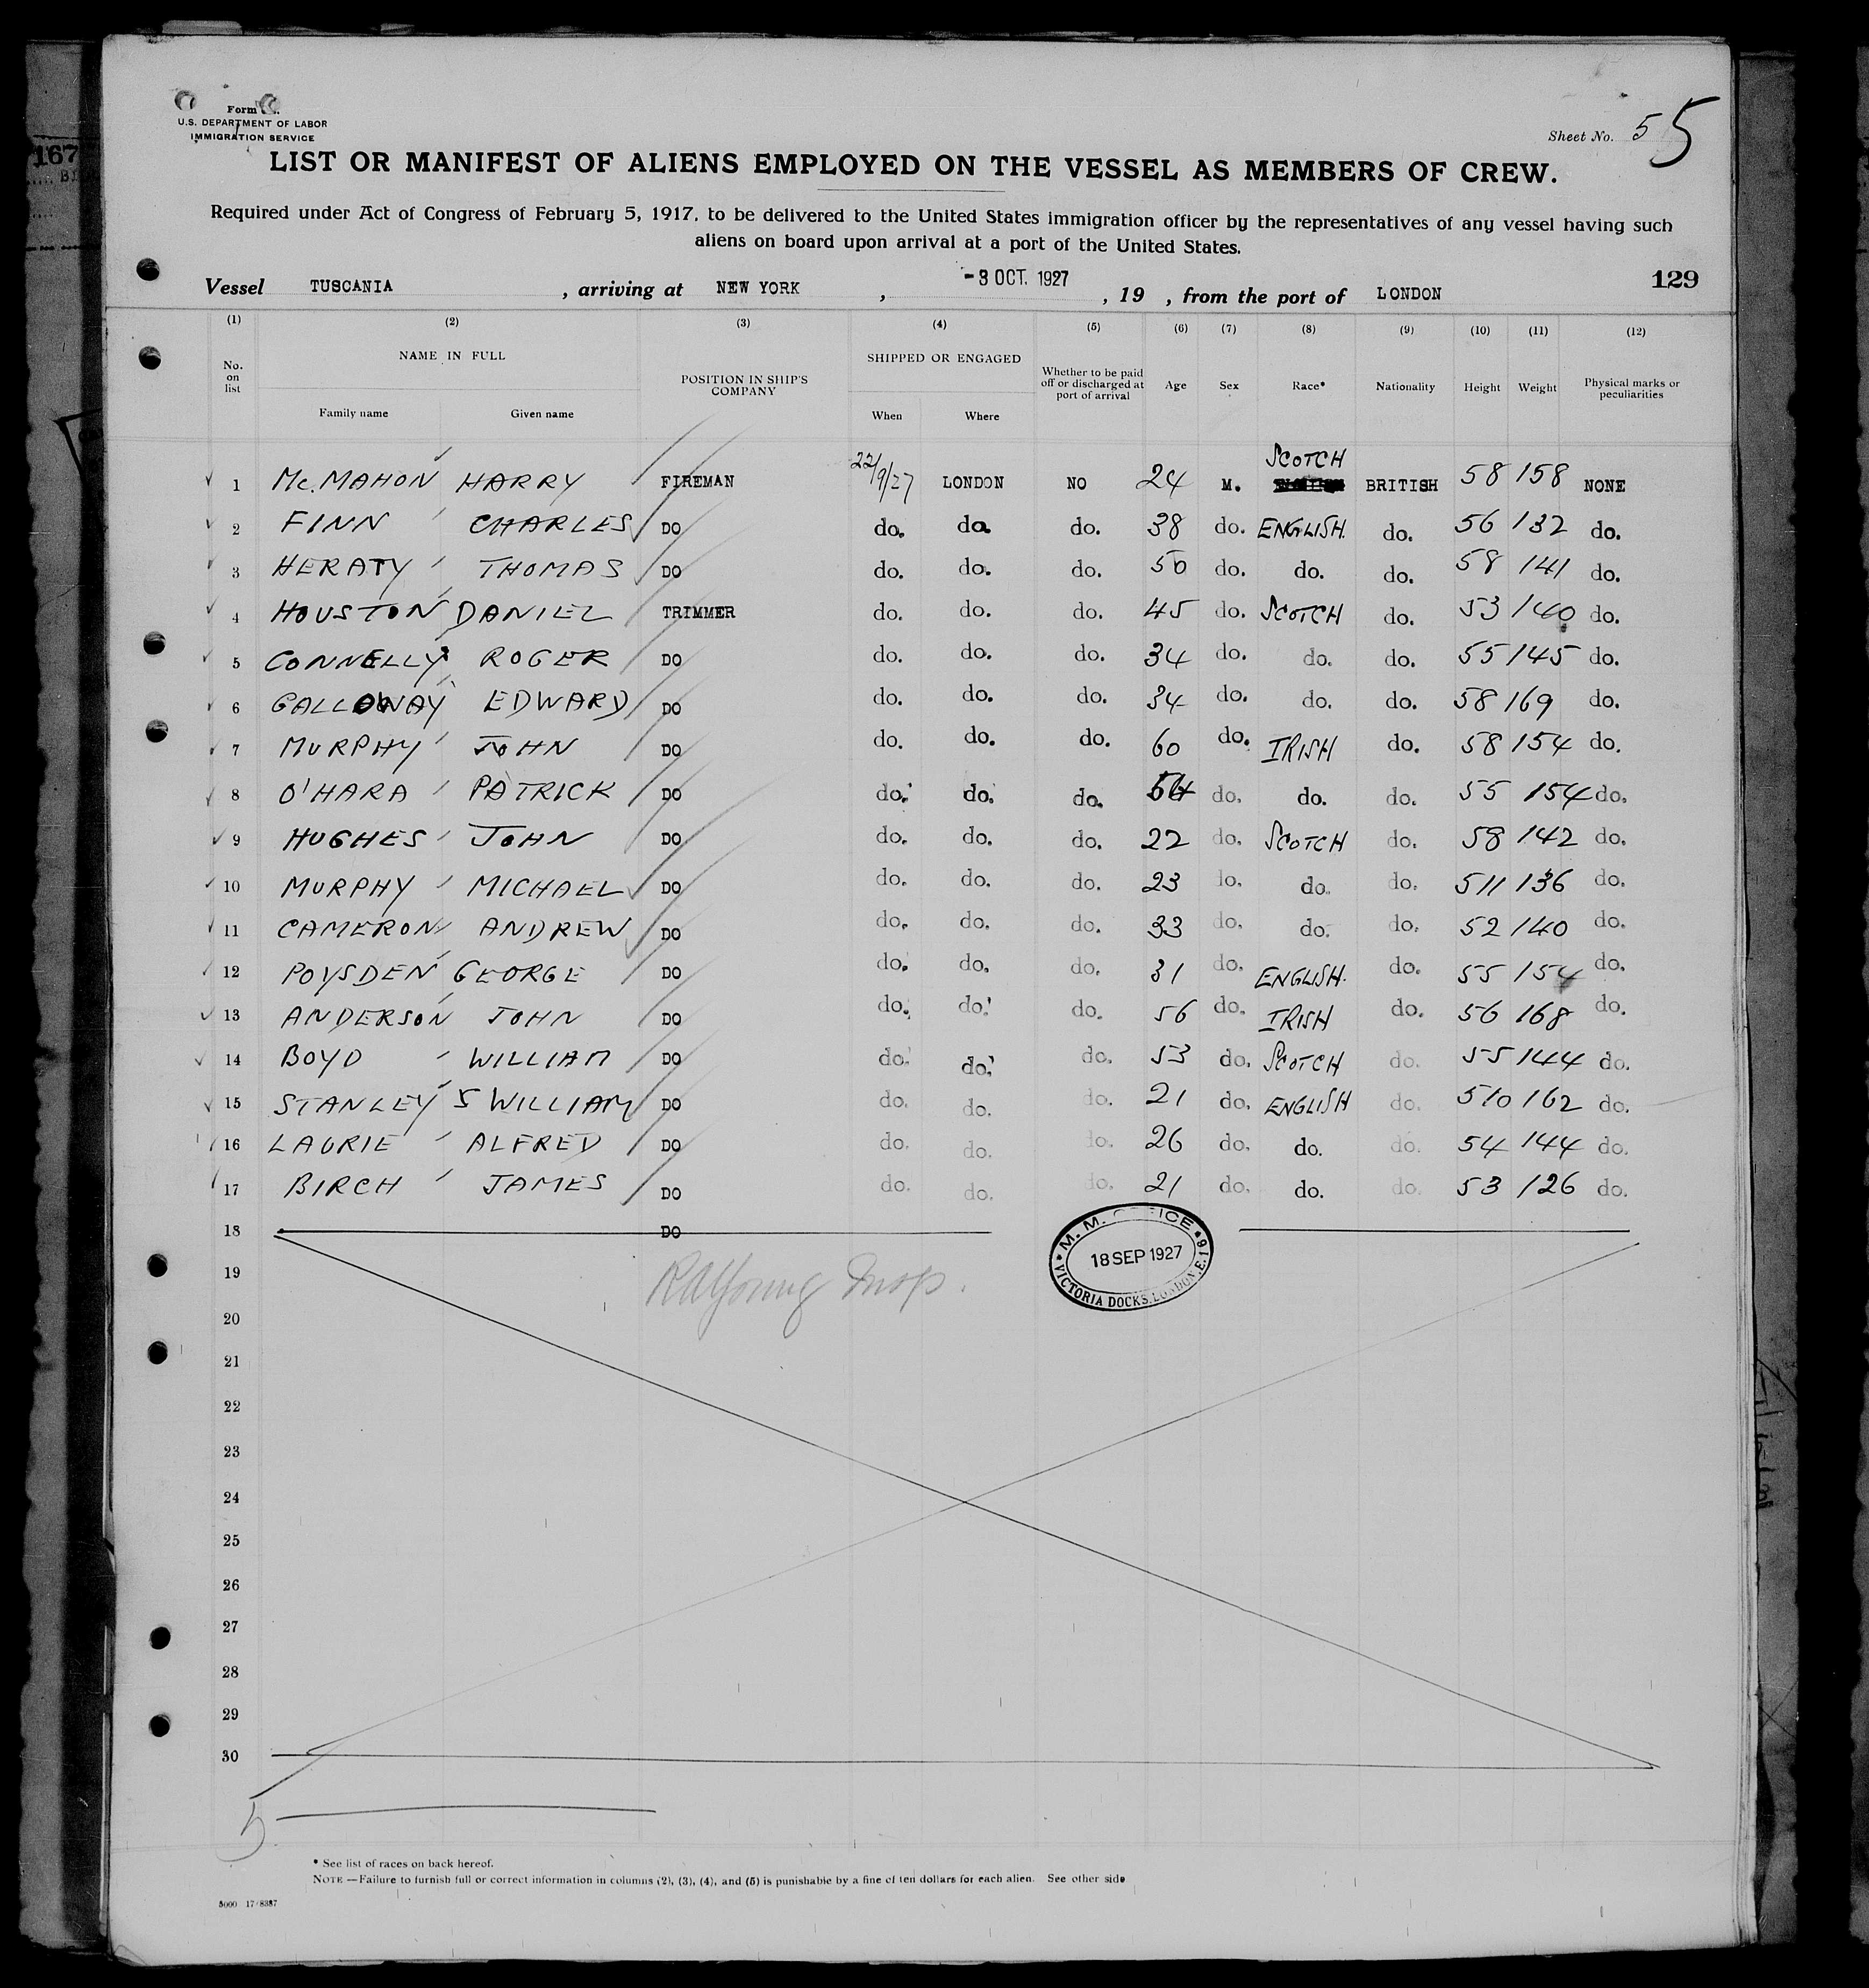 Form
U.S. DEPARTMENT OF LABOR
IMMIGRATION SERVICE
Sheet No. 5 5
LIST OR MANIFEST OF ALIENS EMPLOYED ON THE VESSEL AS MEMBERS OF CREW.
Required under Act of Congress of February 5, 1917, to be delivered to the United States immigration officer by the representatives of any vessel having such
aliens on board upon arrival at a port of the United States.
129
Vessel TUSCANIA , arriving at NEW YORK , -3 OCT. 1927 , 19 , from the port of LONDON
(1) (2) (3) (4) (5) (6) (7) (8) (9) (10) (11) (12)
No. on list NAME IN FULL Family name Given name POSITION IN SHIP'S COMPANY SHIPPED OR ENGAGED When Where Whether to be paid off or discharged at port of arrival Age Sex Race* Nationality Height Weight Physical marks or peculiarities
1 Mc.MAHON HARRY FIREMAN 22/9/27 LONDON NO 24 M. SCOTCH BRITISH 58 158 NONE
2 FINN CHARLES DO do. do. do. 38 do. ENGLISH. do. 56 132 do.
3 HERATY THOMAS DO do. do. do. 50 do. do. do. 58 141 do.
4 HOUSTON DANIEL TRIMMER do. do. do. 45 do. SCOTCH do. 53 140 do.
5 CONNELLY ROGER DO do. do. do. 34 do. do. do. 55 145 do.
6 GALLOWAY EDWARD DO do. do. do. 34 do. do. do. 58 169 do.
7 MURPHY JOHN DO do. do. do. 60 do. IRISH do. 58 154 do.
8 O'HARA PATRICK DO do. do. do. do. do. do. 55 154 do.
9 HUGHES JOHN DO do. do. do. 22 do. SCOTCH do. 58 142 do.
10 MURPHY MICHAEL DO do. do. do. 23 do. do. do. 511 136 do.
11 CAMERON ANDREW DO do. do. do. 33 do. do. do. 52 140 do.
12 POYSDEN GEORGE DO do. do. do. 31 do. ENGLISH. do. 55 154 do.
13 ANDERSON JOHN DO do. do. do. 56 do. IRISH do. 56 168 do.
14 BOYD WILLIAM DO do. do. do. 53 do. SCOTCH do. 55 144 do.
15 STANLEY S WILLIAM DO do. do. do. 21 do. ENGLISH do. 510 162 do.
16 LAURIE ALFRED DO do. do. do. 26 do. do. do. 54 144 do.
17 BIRCH JAMES DO do. do. do. 21 do. do. do. 53 126 do.
18 DO
M.M. OFFICE
18 SEP 1927
VICTORIA DOCKS, LONDON, E.16
19
20
21
22
23
24
25
26
27
28
29
30
5
* See list of races on back hereof.
NOTE.—Failure to furnish full or correct information in columns (2), (3), (4), and (5) is punishable by a fine of ten dollars for each alien. See other side
5000 17/8387